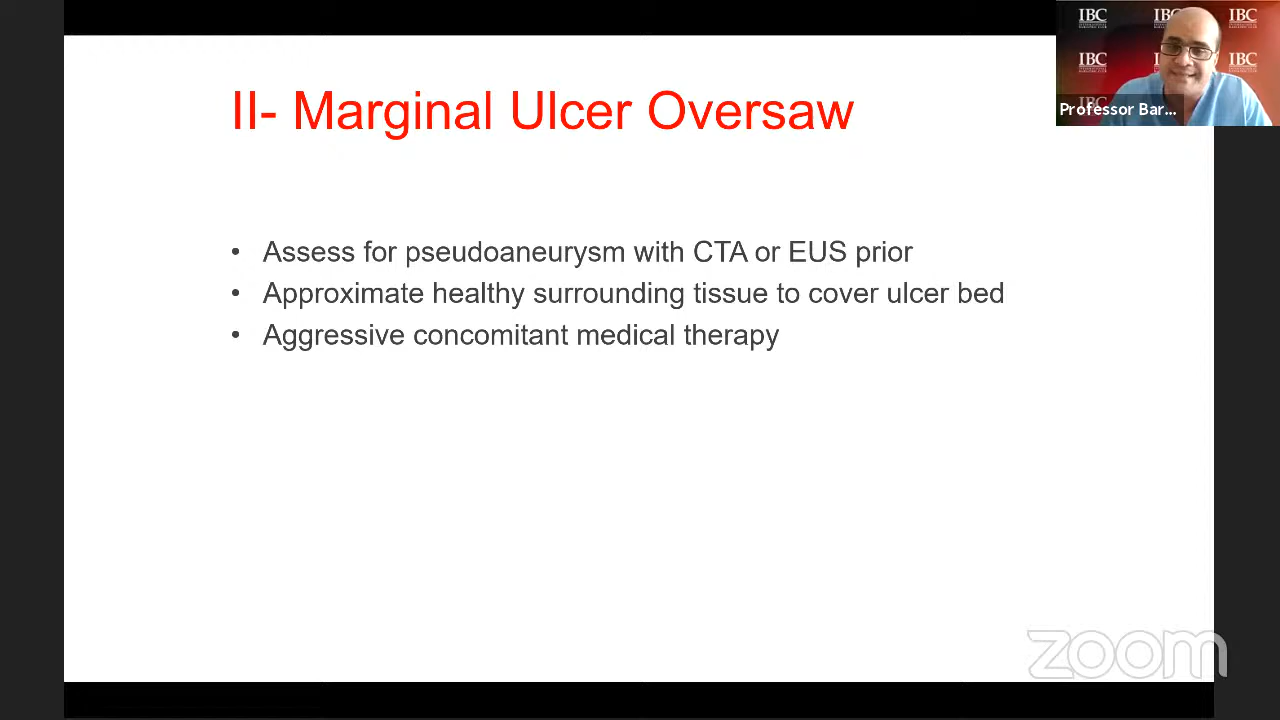 II- Marginal Ulcer Oversaw
• Assess for pseudoaneurysm with CTA or EUS prior
• Approximate healthy surrounding tissue to cover ulcer bed
• Aggressive concomitant medical therapy
IBC
IBC
IBC
IBC
IBC
Professor Bar...
zoom